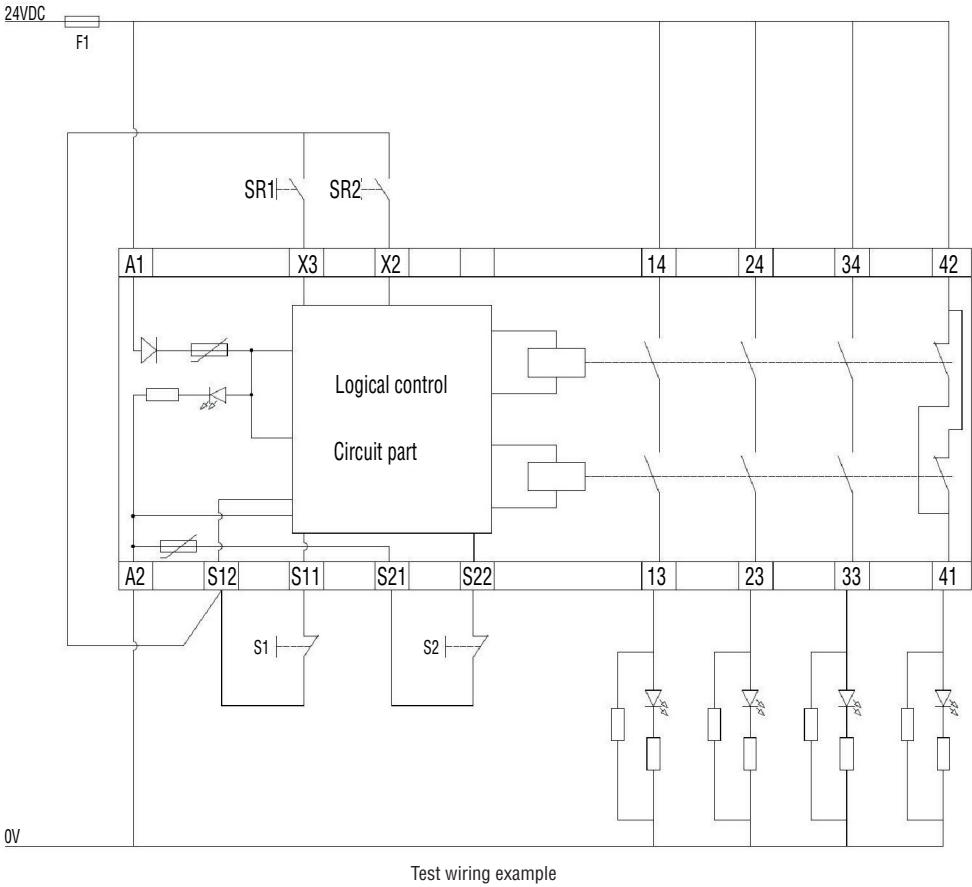 24VDC
F1
SR1 SR2
A1 X3 X2 14 24 34 42
Logical control
Circuit part
A2 S12 S11 S21 S22 13 23 33 41
S1 S2
0V
Test wiring example